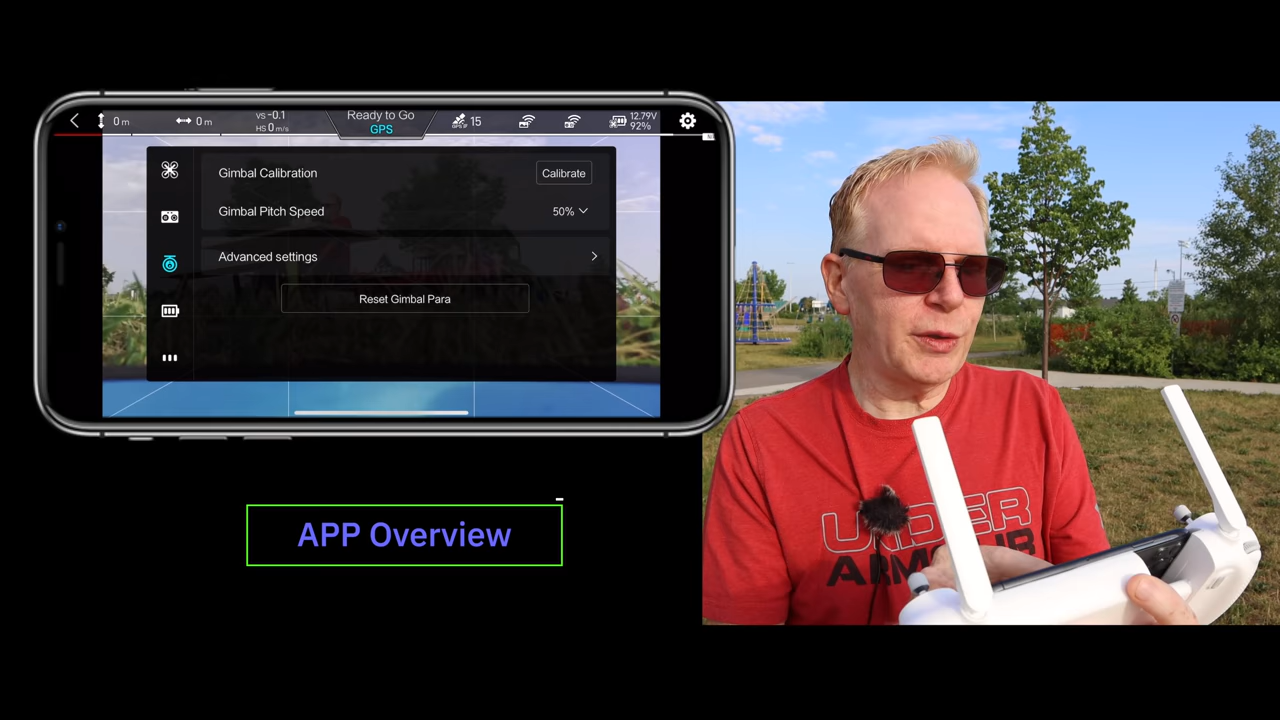 0 m
0 m
VS -0.1
HS 0 m/s
Ready to Go
GPS
15
12.79V
92%
Gimbal Calibration
Calibrate
Gimbal Pitch Speed
50%
Advanced settings
Reset Gimbal Para
APP Overview
UNDER
ARMOUR